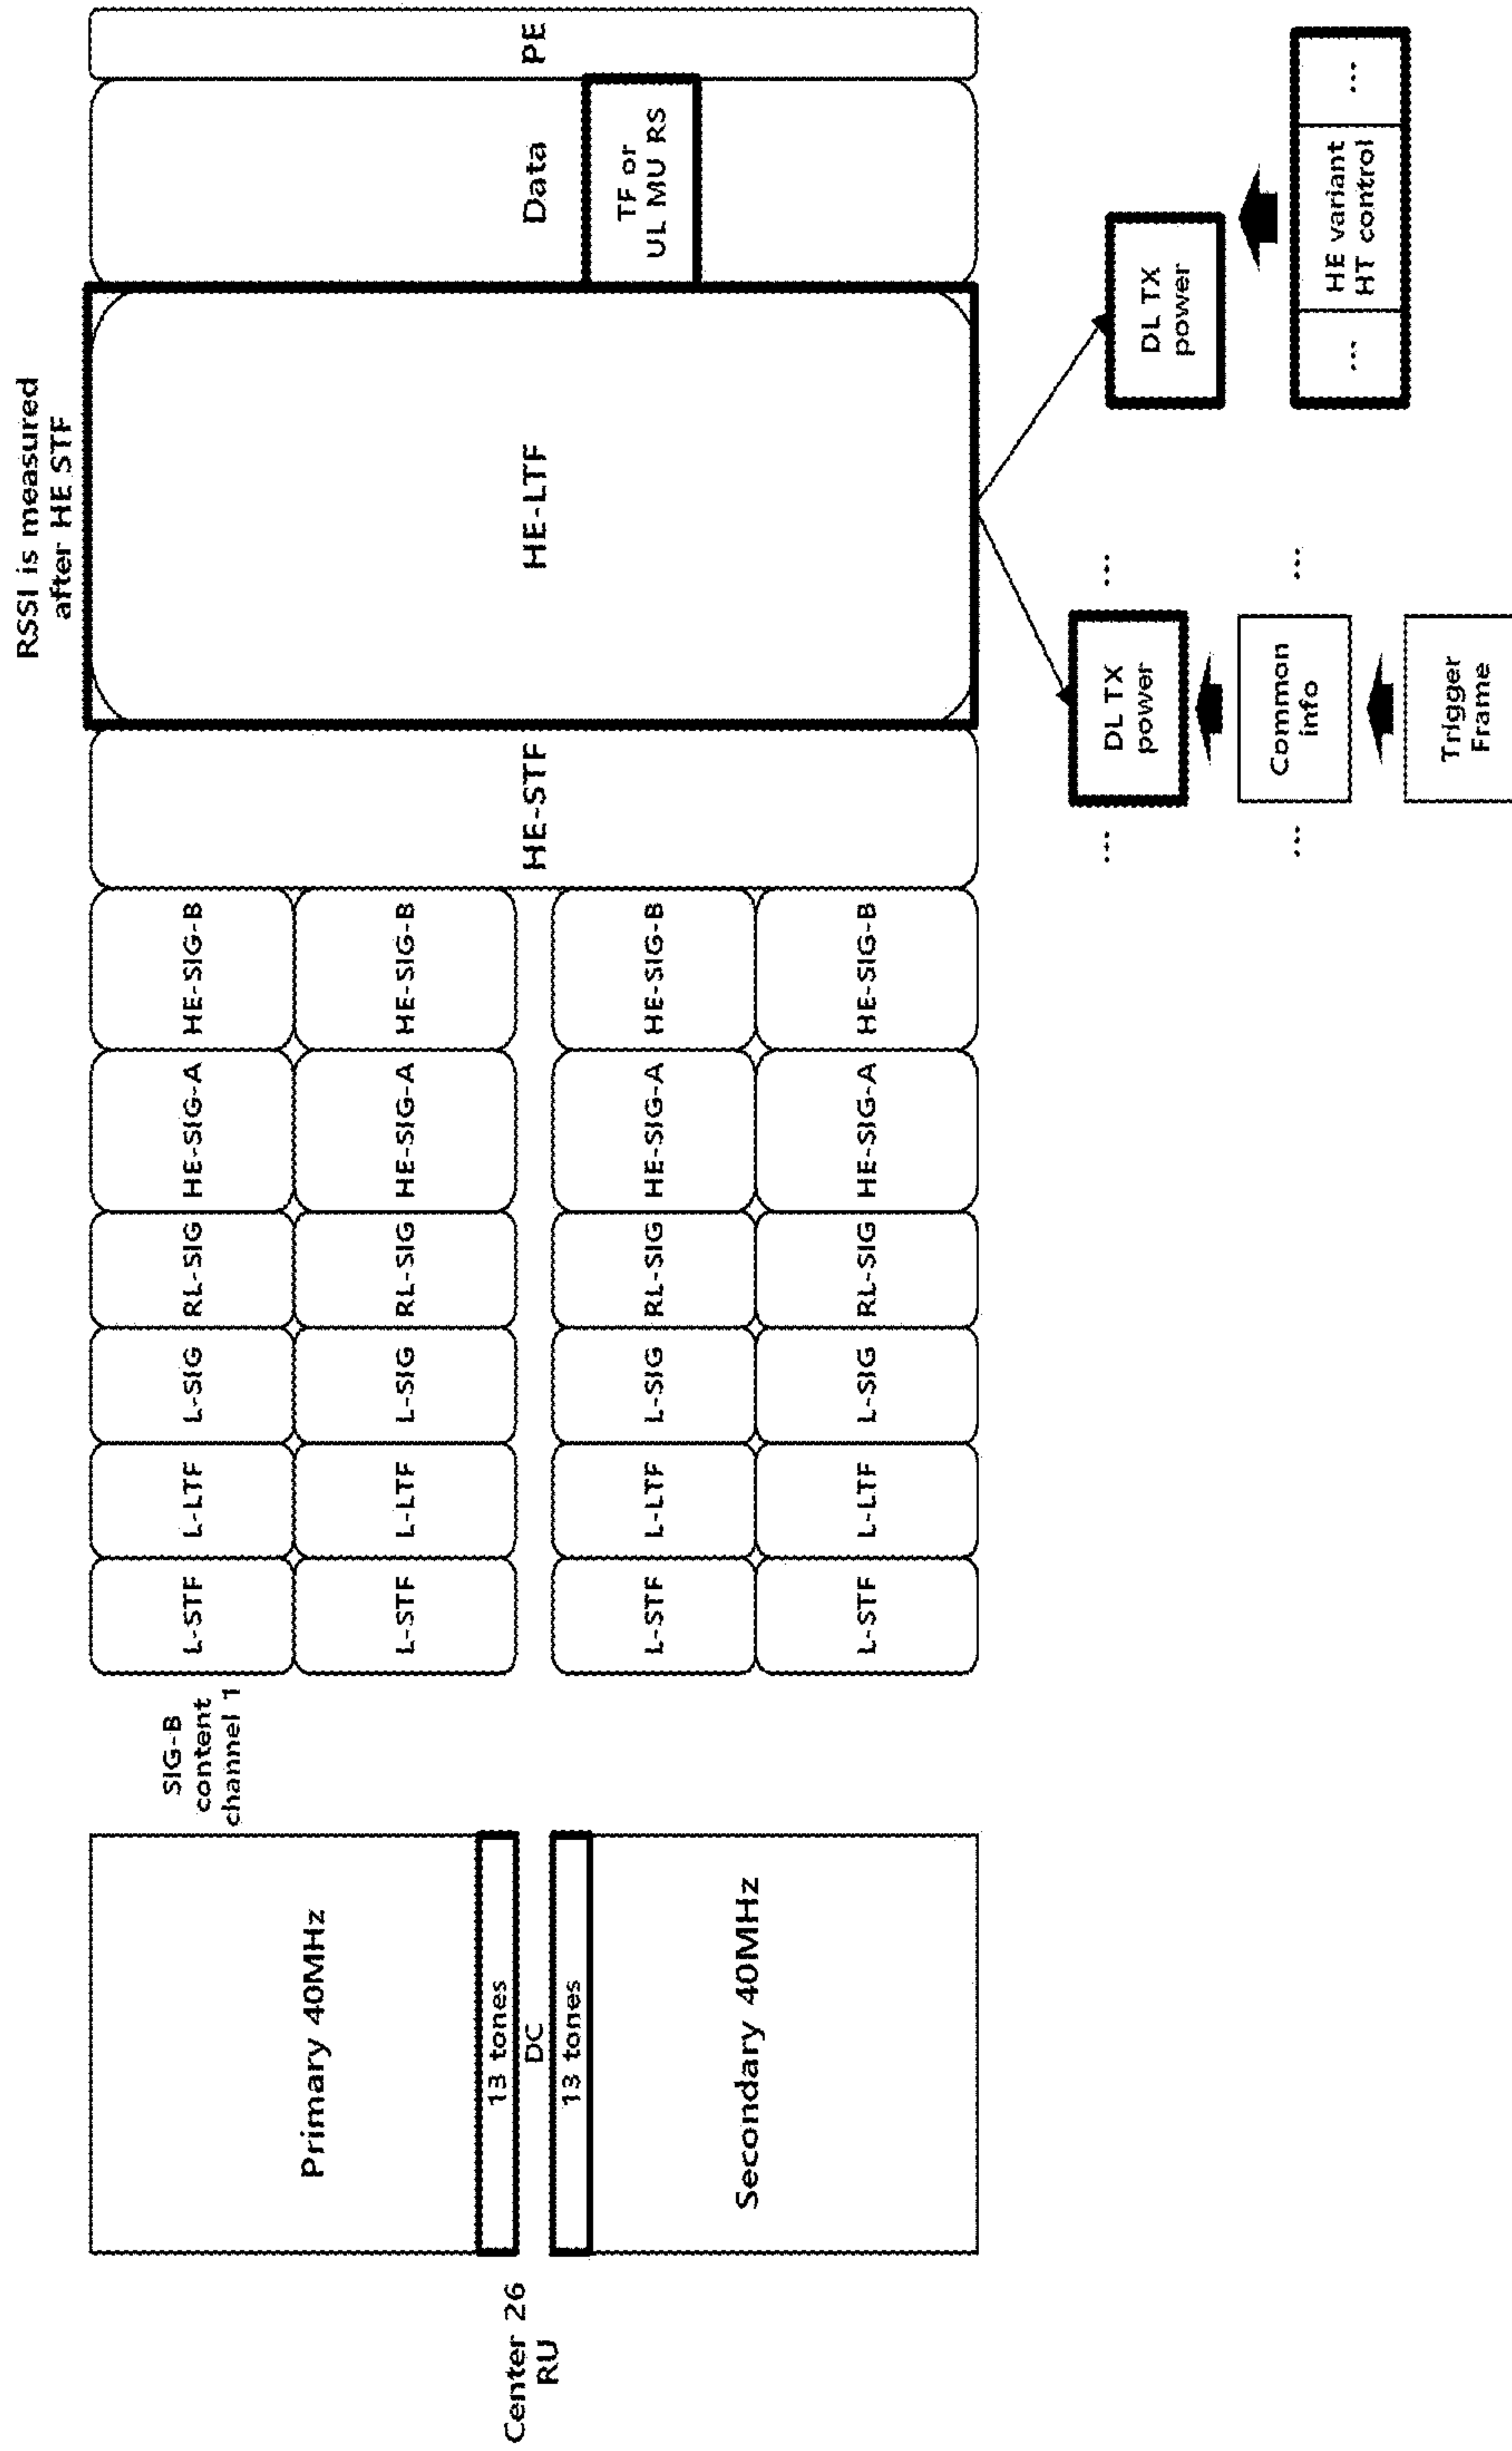 RSSI is measured
after HE STF
Center 26
RU
Primary 40MHz
13 tones
DC
13 tones
Secondary 40MHz
SIG-B
content
channel 1
L-STF
L-LTF
L-SIG
RL-SIG
HE-SIG-A
HE-SIG-B
L-STF
L-LTF
L-SIG
RL-SIG
HE-SIG-A
HE-SIG-B
L-STF
L-LTF
L-SIG
RL-SIG
HE-SIG-A
HE-SIG-B
L-STF
L-LTF
L-SIG
RL-SIG
HE-SIG-A
HE-SIG-B
HE-STF
HE-LTF
Data
TF or
UL MU RS
PE
...
DL TX
power
...
DL TX
power
...
Common
info
...
...
HE variant
HT control
...
Trigger
Frame